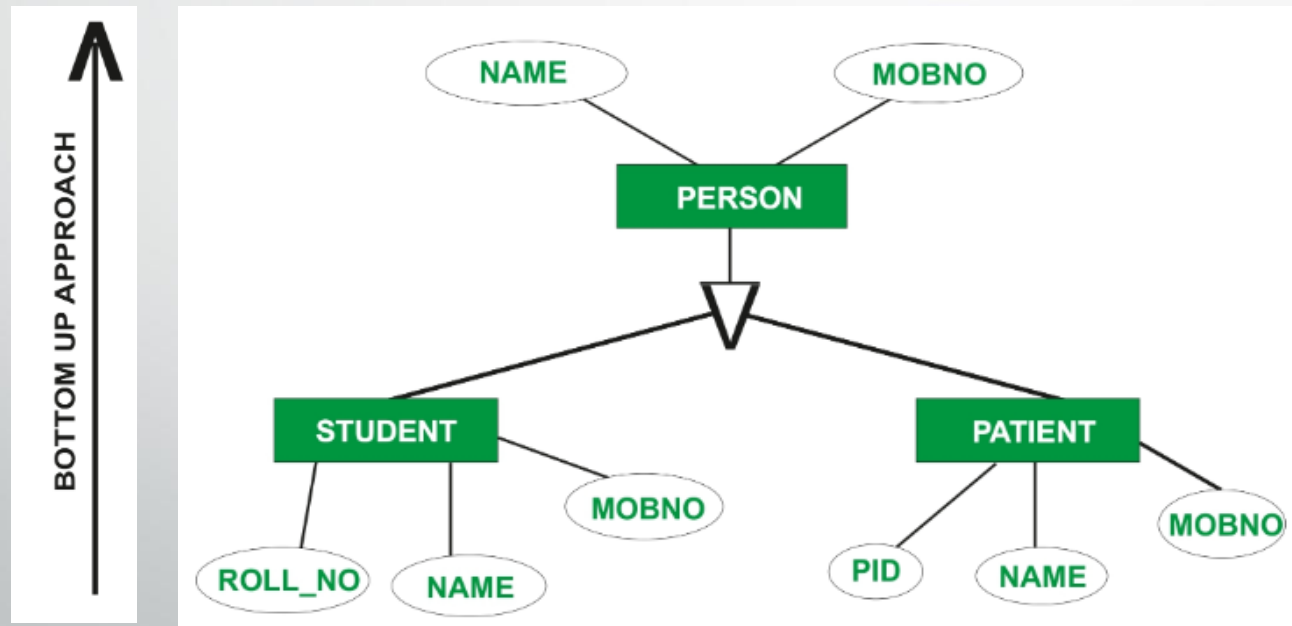 BOTTOM UP APPROACH
NAME
MOBNO
PERSON
STUDENT
PATIENT
MOBNO
MOBNO
ROLL_NO
NAME
PID
NAME